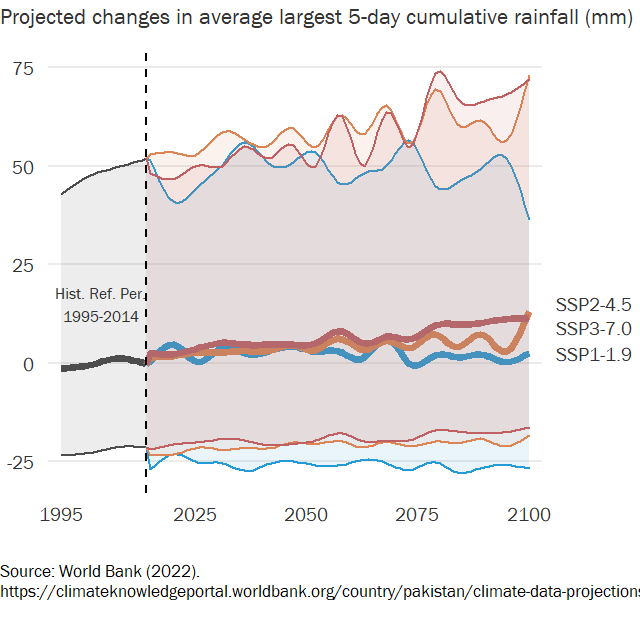 Projected changes in average largest 5-day cumulative rainfall (mm)
75
50
25
Hist. Ref. Per.
1995-2014
0
-25
SSP2-4.5
SSP3-7.0
SSP1-1.9
1995
2025
2050
2075
2100
Source: World Bank (2022).
https://climateknowledgeportal.worldbank.org/country/pakistan/climate-data-projections